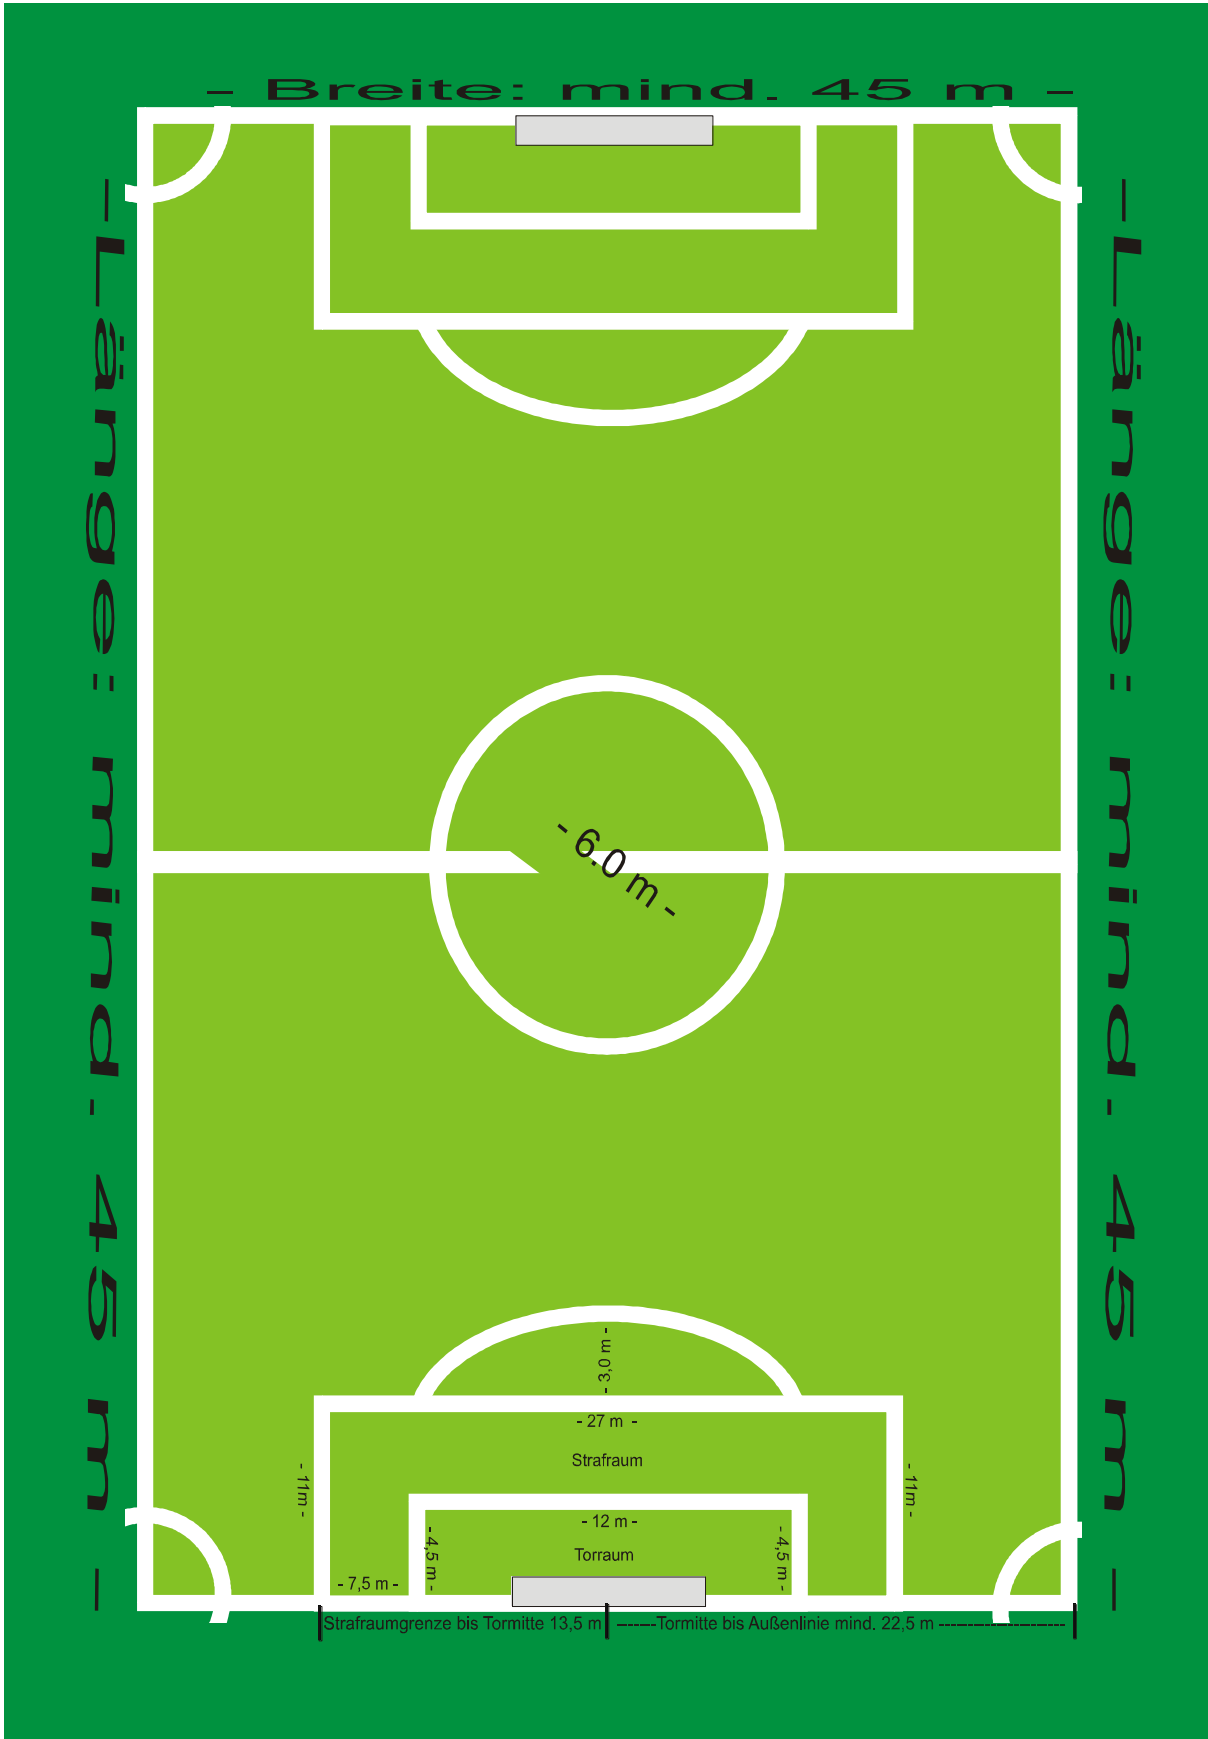 - Breite: mind. 45 m -
- Länge: mind. 45 m -
- Länge: mind. 45 m -
- 6.0 m -
- 3,0 m -
- 27 m -
Strafraum
- 11m -
- 11m -
- 12 m -
- 4,5 m -
- 4,5 m -
Torraum
- 7,5 m -
Strafraumgrenze bis Tormitte 13,5 m
------Tormitte bis Außenlinie mind. 22,5 m --------------------